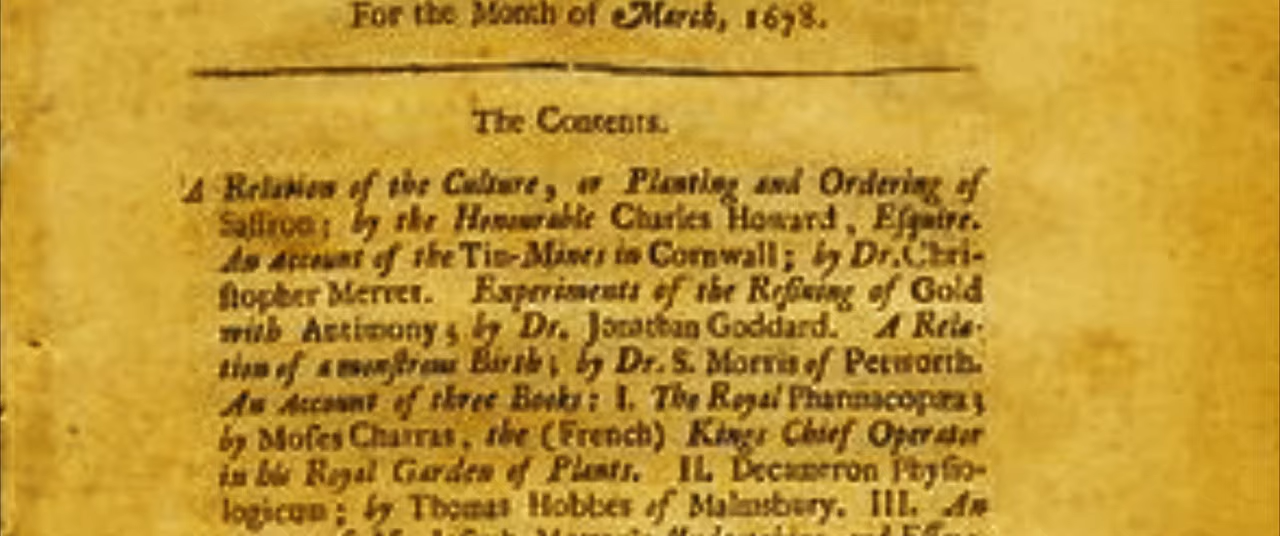 For the Month of March, 1678.
The Contents.
A Relation of the Culture, or Planting and Ordering of
Saffron; by the Honourable Charles Howard, Eſquire.
An Account of the Tin-Mines in Cornwall; by Dr. Chri-
ſtopher Merret. Experiments of the Refining of Gold
with Antimony; by Dr. Jonathan Goddard. A Rela-
tion of a monſtrous Birth; by Dr. S. Morris of Petworth.
An Account of three Books: I. The Royal Pharmacopœa;
by Moſes Charras, the (French) Kings Chief Operator
in his Royal Garden of Plants. II. Decameron Phyſio-
logicum; by Thomas Hobbes of Malmsbury. III. An